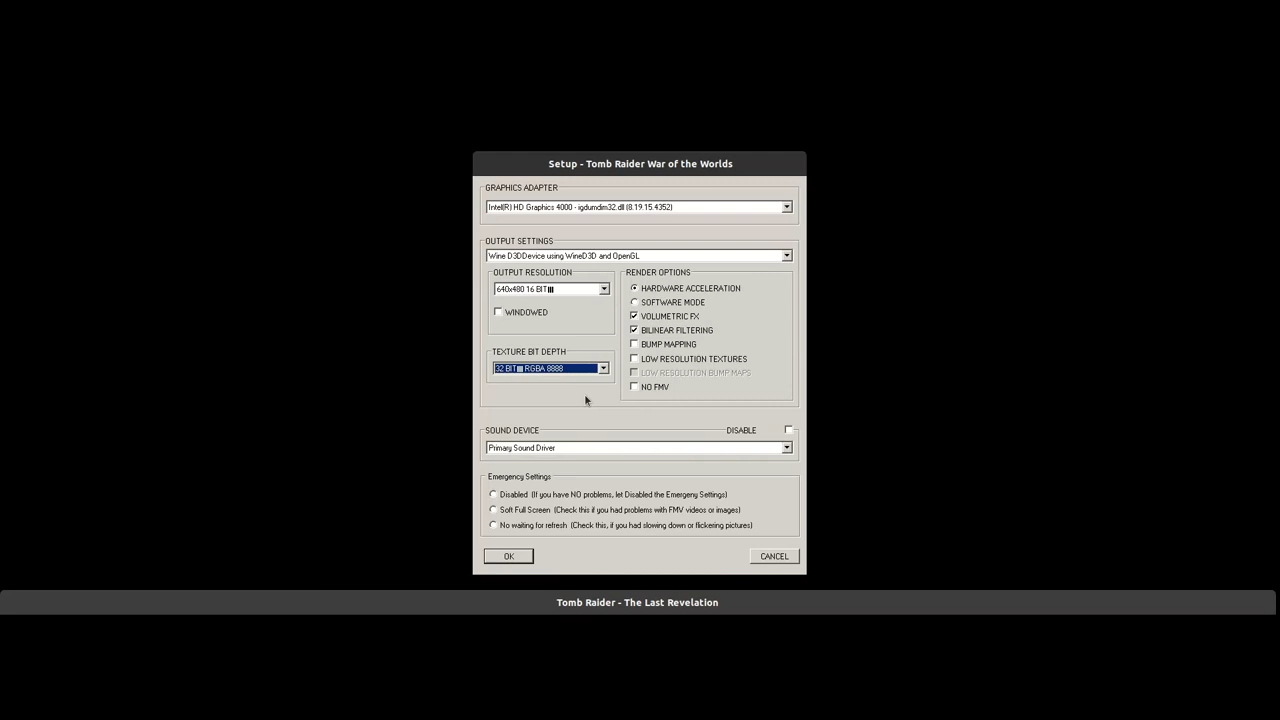 Setup - Tomb Raider War of the Worlds
GRAPHICS ADAPTER
Intel(R) HD Graphics 4000 - igdumdim32.dll (8.19.15.4352)
OUTPUT SETTINGS
Wine D3DDevice using WineD3D and OpenGL
OUTPUT RESOLUTION
640x480 16 BIT
WINDOWED
TEXTURE BIT DEPTH
32 BIT RGBA 8888
RENDER OPTIONS
HARDWARE ACCELERATION
SOFTWARE MODE
VOLUMETRIC FX
BILINEAR FILTERING
BUMP MAPPING
LOW RESOLUTION TEXTURES
LOW RESOLUTION BUMP MAPS
NO FMV
SOUND DEVICE
DISABLE
Primary Sound Driver
Emergency Settings
Disabled (If you have NO problems, let Disabled the Emergeny Settings)
Soft Full Screen (Check this if you had problems with FMV videos or images)
No waiting for refresh (Check this, if you had slowing down or flickering pictures)
OK
CANCEL
Tomb Raider - The Last Revelation